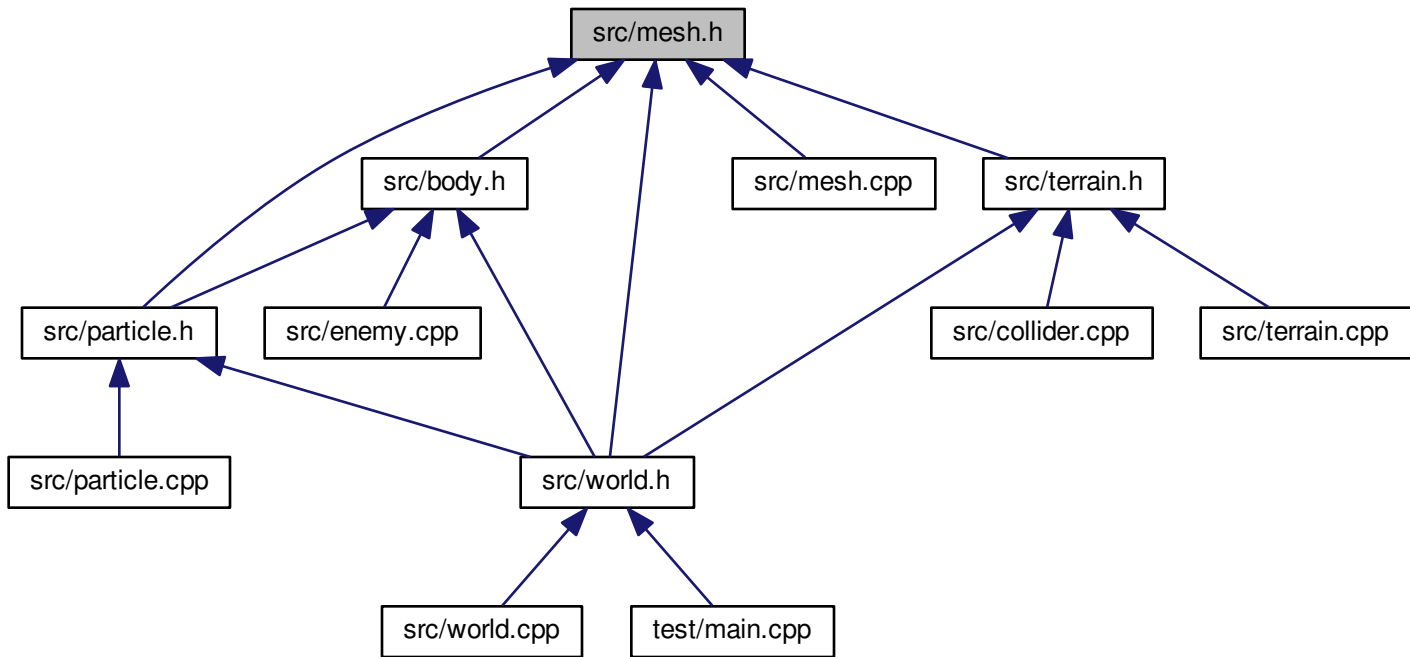 src/mesh.h
src/body.h
src/mesh.cpp
src/terrain.h
src/particle.h
src/enemy.cpp
src/collider.cpp
src/terrain.cpp
src/particle.cpp
src/world.h
src/world.cpp
test/main.cpp